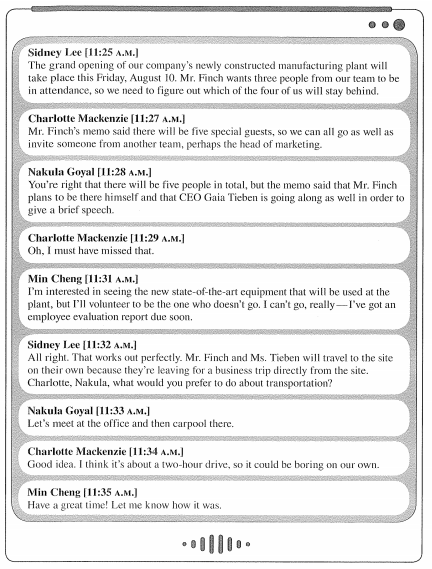 Sidney Lee [11:25 A.M.]
The grand opening of our company's newly constructed manufacturing plant will
take place this Friday, August 10. Mr. Finch wants three people from our team to be
in attendance, so we need to figure out which of the four of us will stay behind.
Charlotte Mackenzie [11:27 A.M.]
Mr. Finch's memo said there will be five special guests, so we can all go as well as
invite someone from another team, perhaps the head of marketing.
Nakula Goyal [11:28 A.M.]
You're right that there will be five people in total, but the memo said that Mr. Finch
plans to be there himself and that CEO Gaia Tieben is going along as well in order to
give a brief speech.
Charlotte Mackenzie [11:29 A.M.]
Oh, I must have missed that.
Min Cheng [11:31 A.M.]
I'm interested in seeing the new state-of-the-art equipment that will be used at the
plant, but I'll volunteer to be the one who doesn't go. I can't go, really—I've got an
employee evaluation report due soon.
Sidney Lee [11:32 A.M.]
All right. That works out perfectly. Mr. Finch and Ms. Tieben will travel to the site
on their own because they're leaving for a business trip directly from the site.
Charlotte, Nakula, what would you prefer to do about transportation?
Nakula Goyal [11:33 A.M.]
Let's meet at the office and then carpool there.
Charlotte Mackenzie [11:34 A.M.]
Good idea. I think it's about a two-hour drive, so it could be boring on our own.
Min Cheng [11:35 A.M.]
Have a great time! Let me know how it was.